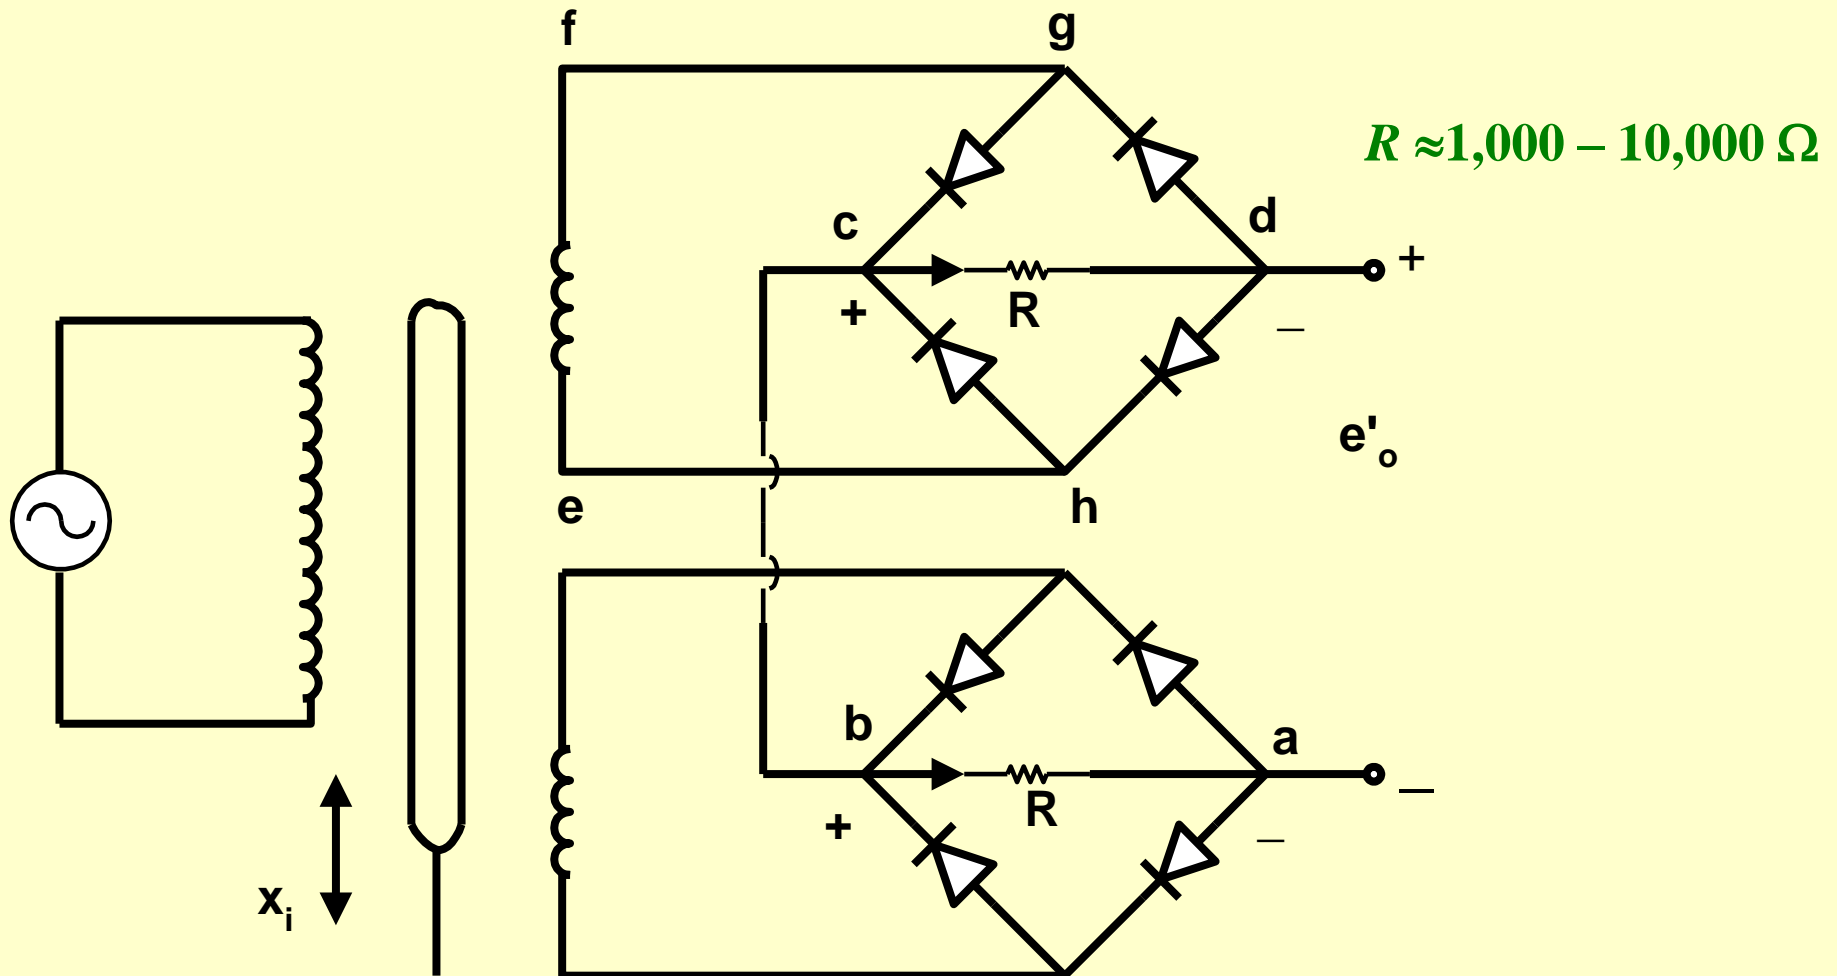 f
g
R ≈1,000 – 10,000 Ω
c
d
+
+
R
–
e'o
e
h
b
a
R
–
+
–
xi